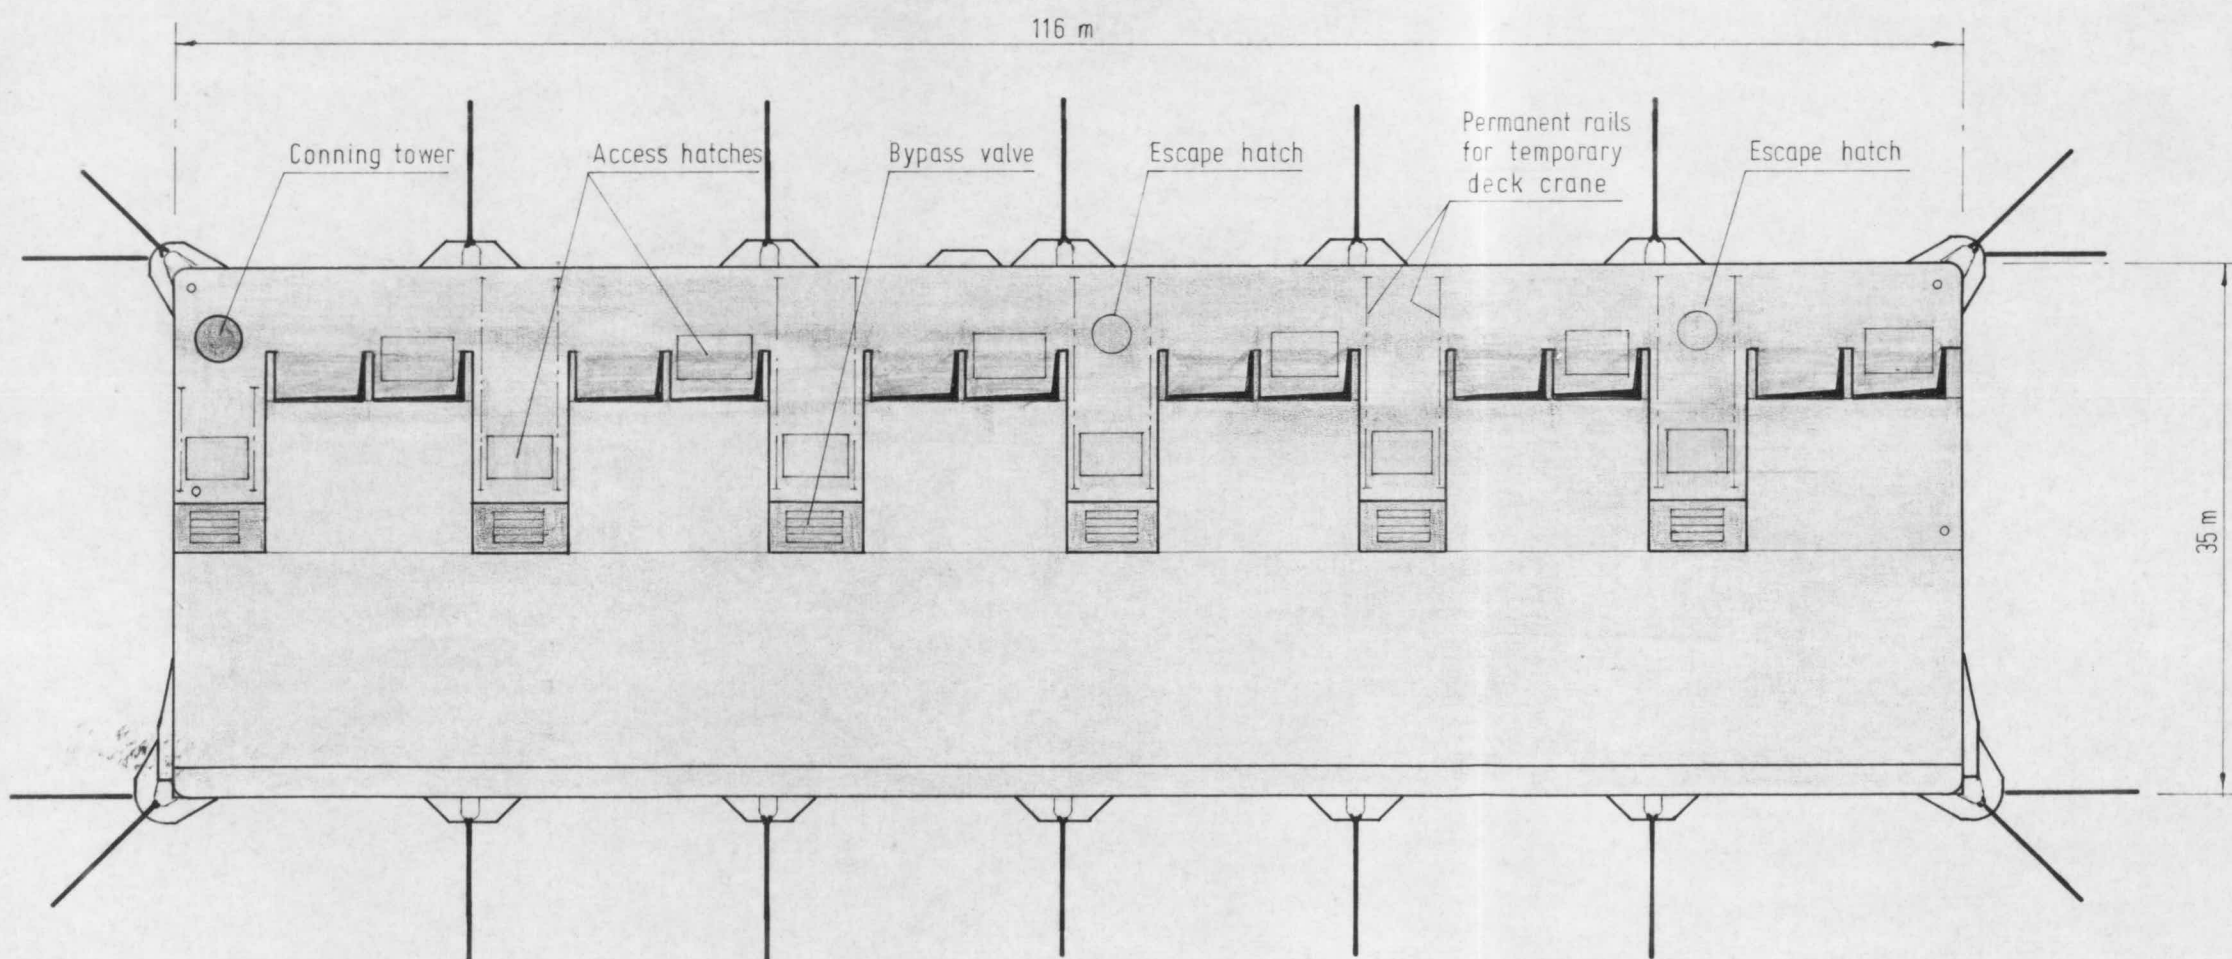 116 m
Conning tower
Access hatches
Bypass valve
Escape hatch
Permanent rails
for temporary
deck crane
Escape hatch
35 m